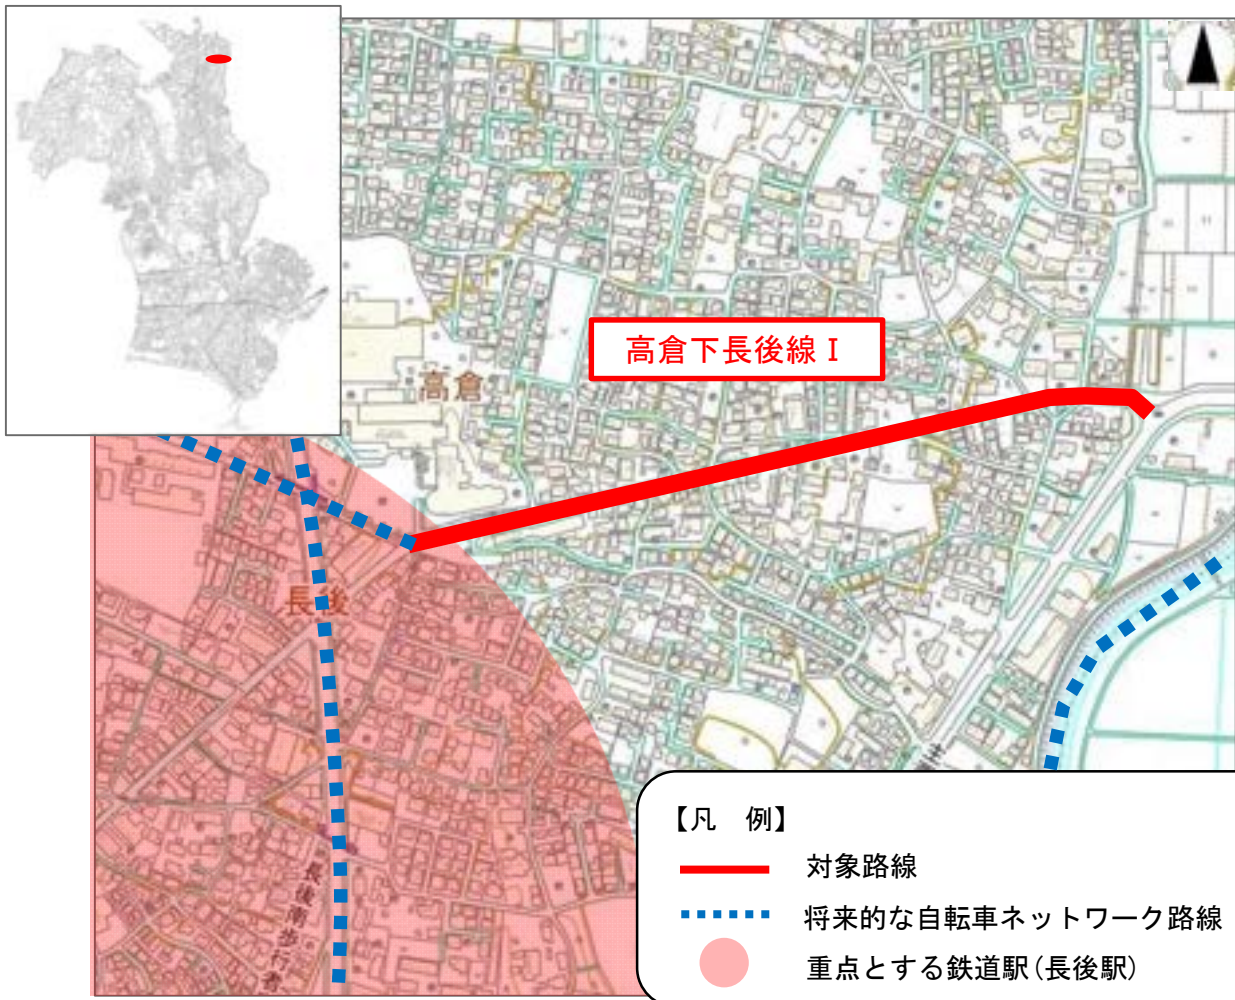 高倉下長後線Ⅰ
高倉
長後
長後南歩行者
主
【凡　例】
対象路線
将来的な自転車ネットワーク路線
重点とする鉄道駅(長後駅)